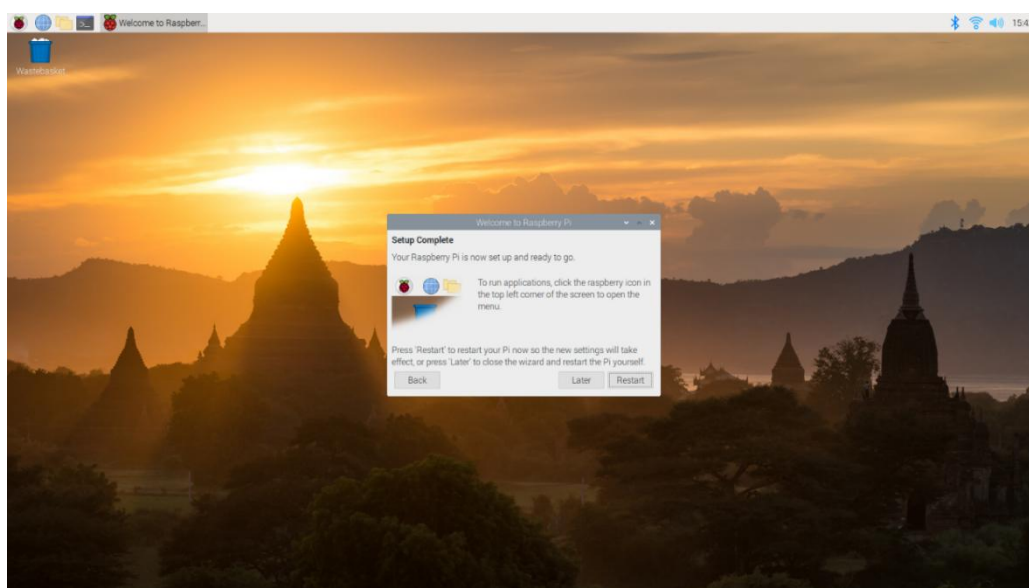 Welcome to Raspberr...
Wastebasket
Welcome to Raspberry Pi
Setup Complete
Your Raspberry Pi is now set up and ready to go.
To run applications, click the raspberry icon in
the top left corner of the screen to open the
menu.
Press 'Restart' to restart your Pi now so the new settings will take
effect, or press 'Later' to close the wizard and restart the Pi yourself.
Back
Later
Restart